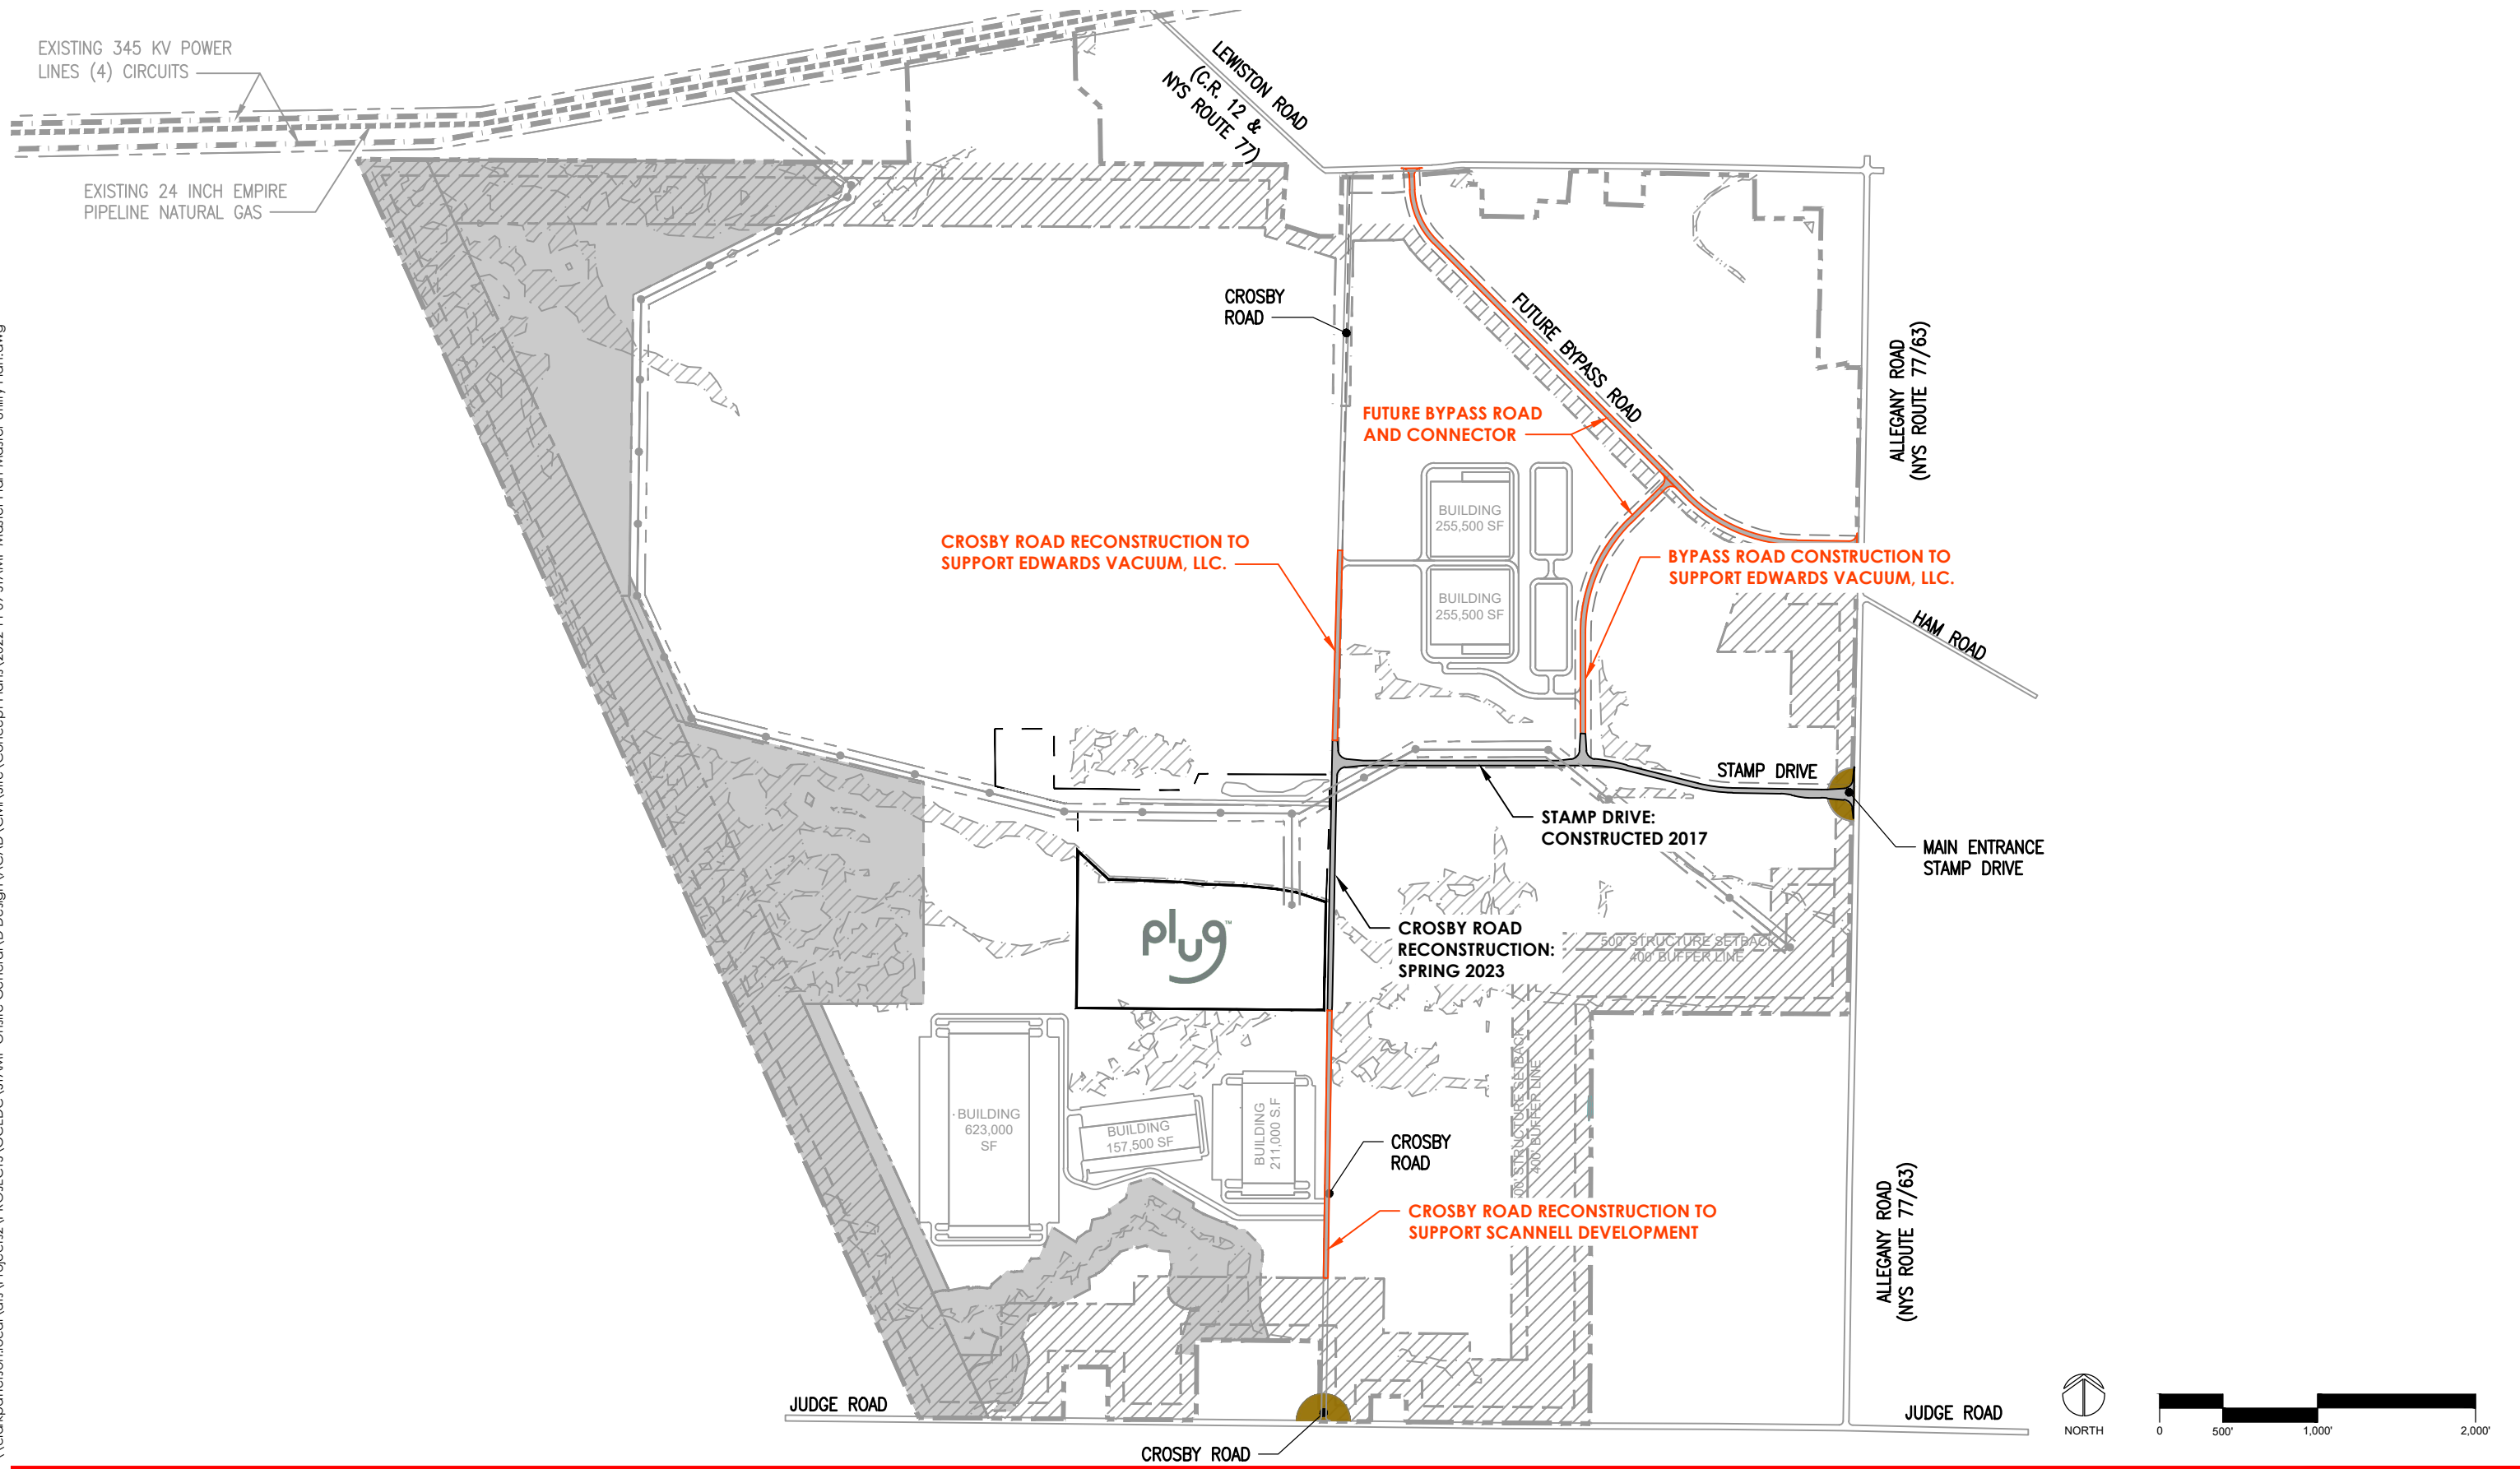 EXISTING 345 KV POWER
LINES (4) CIRCUITS
EXISTING 24 INCH EMPIRE
PIPELINE NATURAL GAS
LEWISTON ROAD
(C.R. 12 &
NYS ROUTE 77)
CROSBY
ROAD
FUTURE BYPASS ROAD
ALLEGANY ROAD
(NYS ROUTE 77/63)
FUTURE BYPASS ROAD
AND CONNECTOR
BUILDING
255,500 SF
CROSBY ROAD RECONSTRUCTION TO
SUPPORT EDWARDS VACUUM, LLC.
BYPASS ROAD CONSTRUCTION TO
SUPPORT EDWARDS VACUUM, LLC.
BUILDING
255,500 SF
HAM ROAD
STAMP DRIVE
STAMP DRIVE:
CONSTRUCTED 2017
MAIN ENTRANCE
STAMP DRIVE
plug™
CROSBY ROAD
RECONSTRUCTION:
SPRING 2023
500' STRUCTURE SETBACK
400' BUFFER LINE
00' STRUCTURE SETBACK
400' BUFFER LINE
BUILDING
623,000
SF
BUILDING
157,500 SF
BUILDING
211,000 S.F
CROSBY
ROAD
CROSBY ROAD RECONSTRUCTION TO
SUPPORT SCANNELL DEVELOPMENT
ALLEGANY ROAD
(NYS ROUTE 77/63)
JUDGE ROAD
JUDGE ROAD
CROSBY ROAD
NORTH
0 500' 1,000' 2,000'